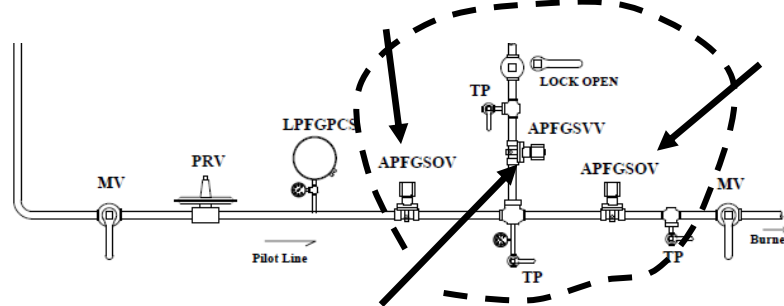 LOCK OPEN
TP
LPFGPCS
APFGSVV
PRV
APFGSOV
APFGSOV
MV
MV
Pilot Line
Burne
TP
TP